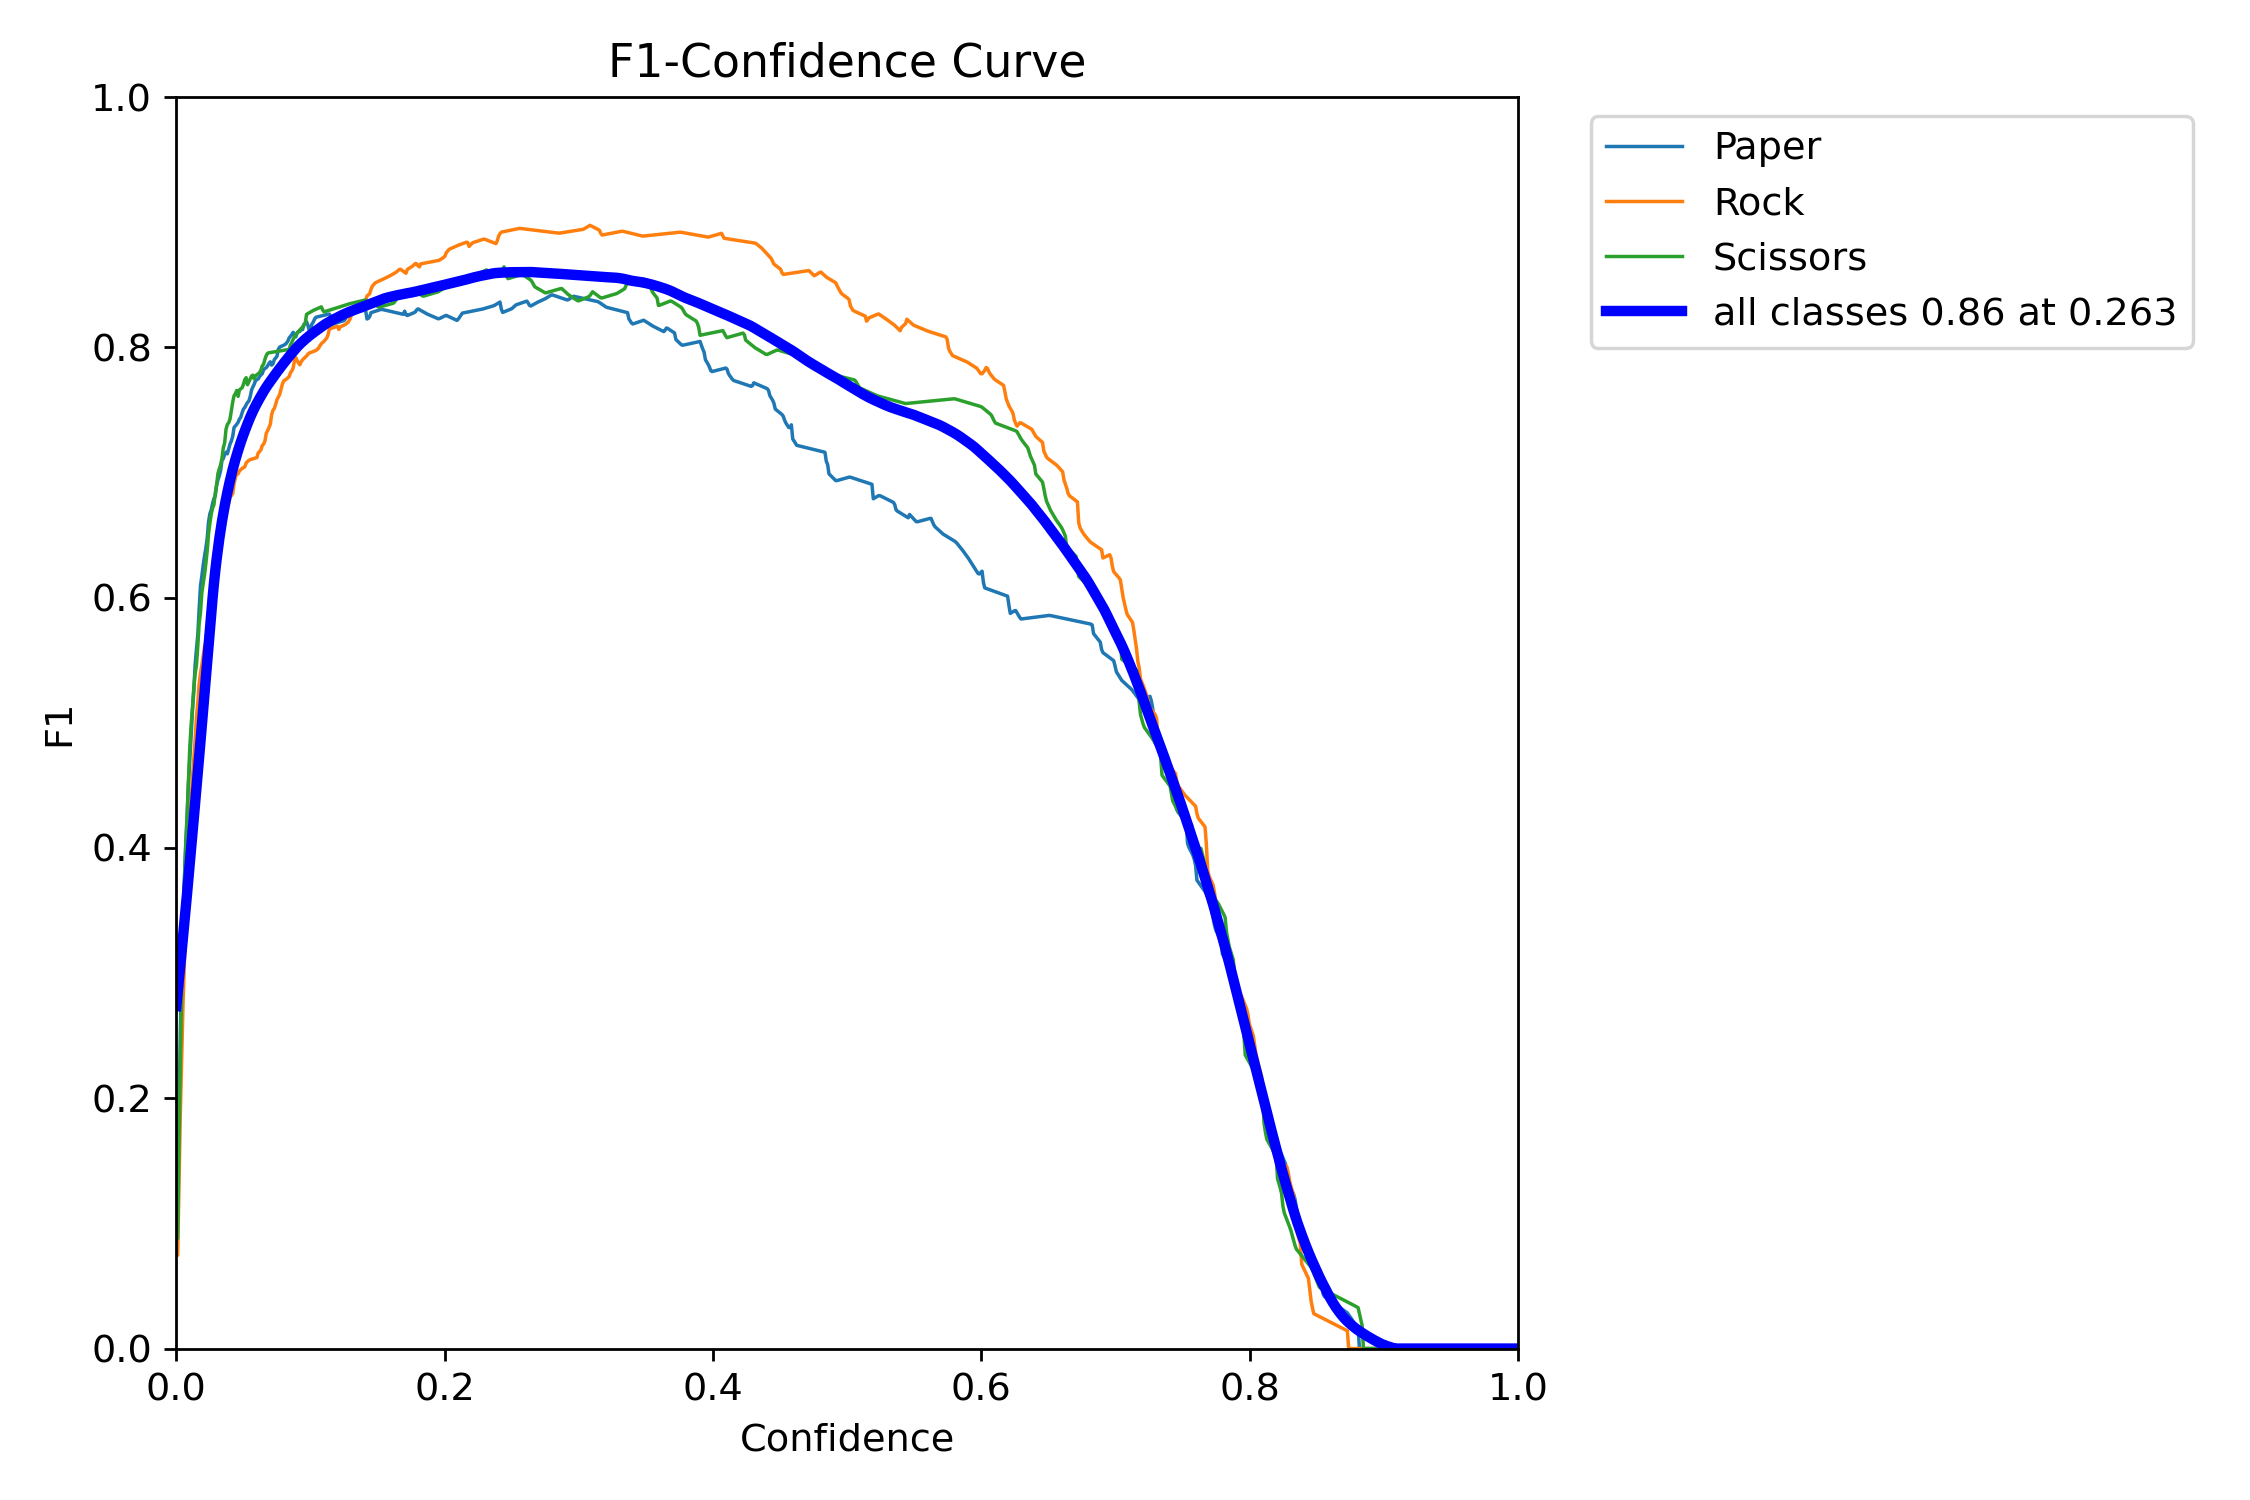 F1-Confidence Curve
1.0
0.8
0.6
0.4
0.2
0.0
F1
0.0 0.2 0.4 0.6 0.8 1.0
Confidence
Paper
Rock
Scissors
all classes 0.86 at 0.263